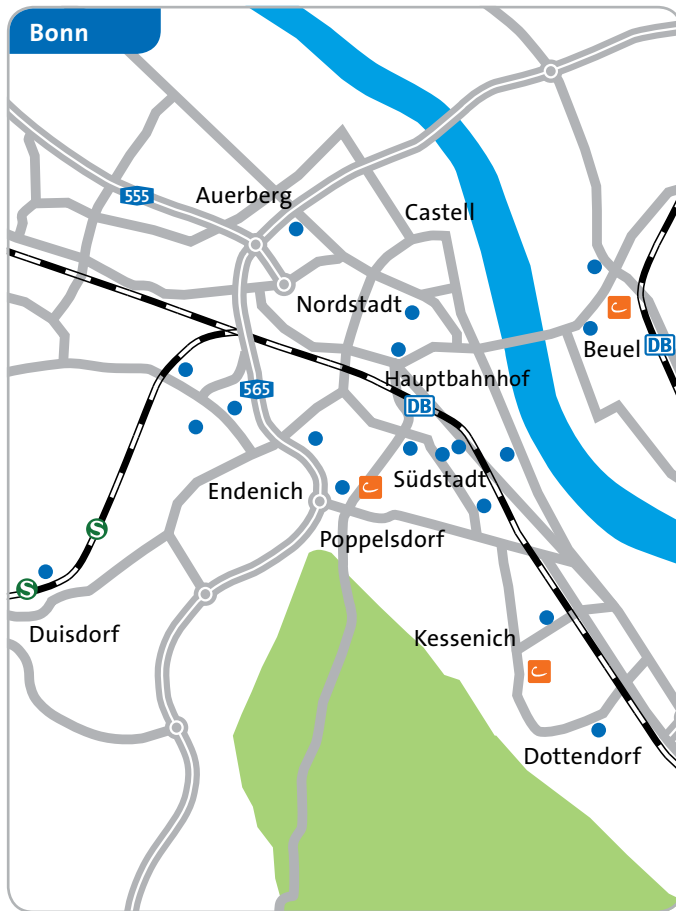 Bonn
555
Auerberg
Castell
Nordstadt
Beuel
DB
Hauptbahnhof
565
DB
Südstadt
Endenich
Poppelsdorf
S
S
Duisdorf
Kessenich
Dottendorf